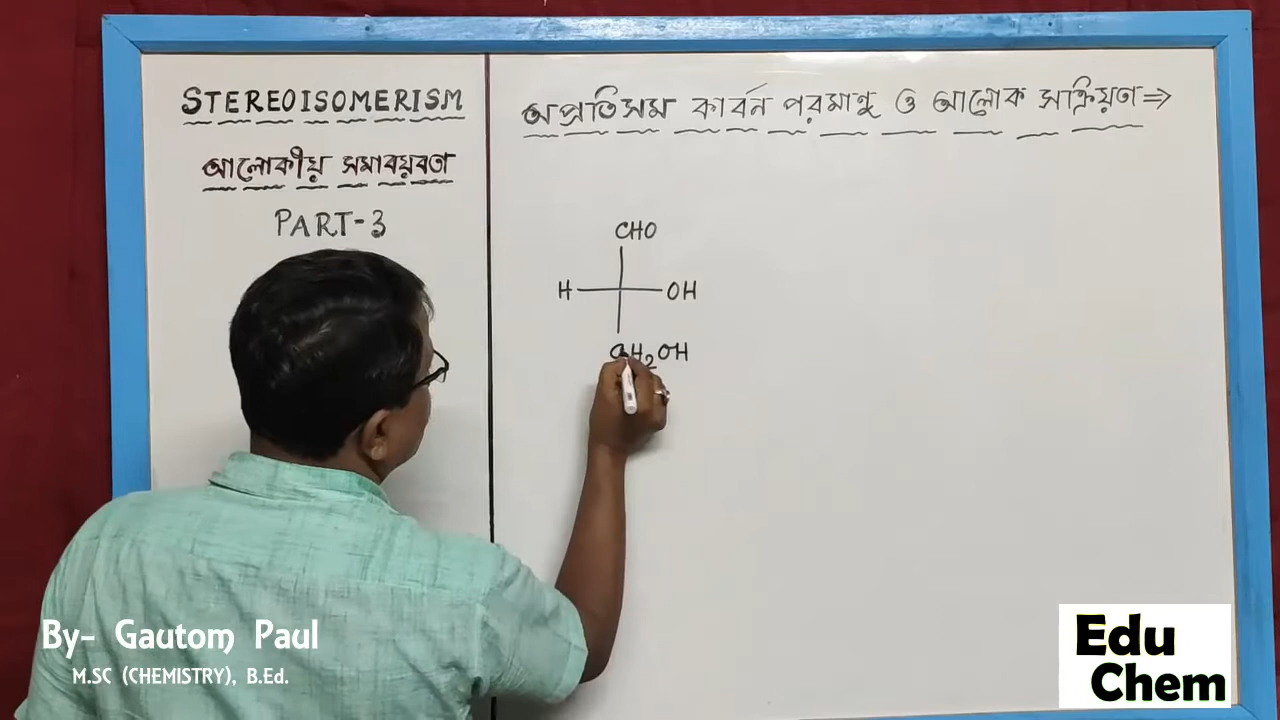 STEREOISOMERISM
আলোকীয় সমাবয়বতা
PART-3
অপ্রতিসম কার্বন পরমাণু ও আলোক সক্রিয়তা⇒
CHO
H OH
CH2OH
By- Gautom Paul
M.SC (CHEMISTRY), B.Ed.
Edu
Chem